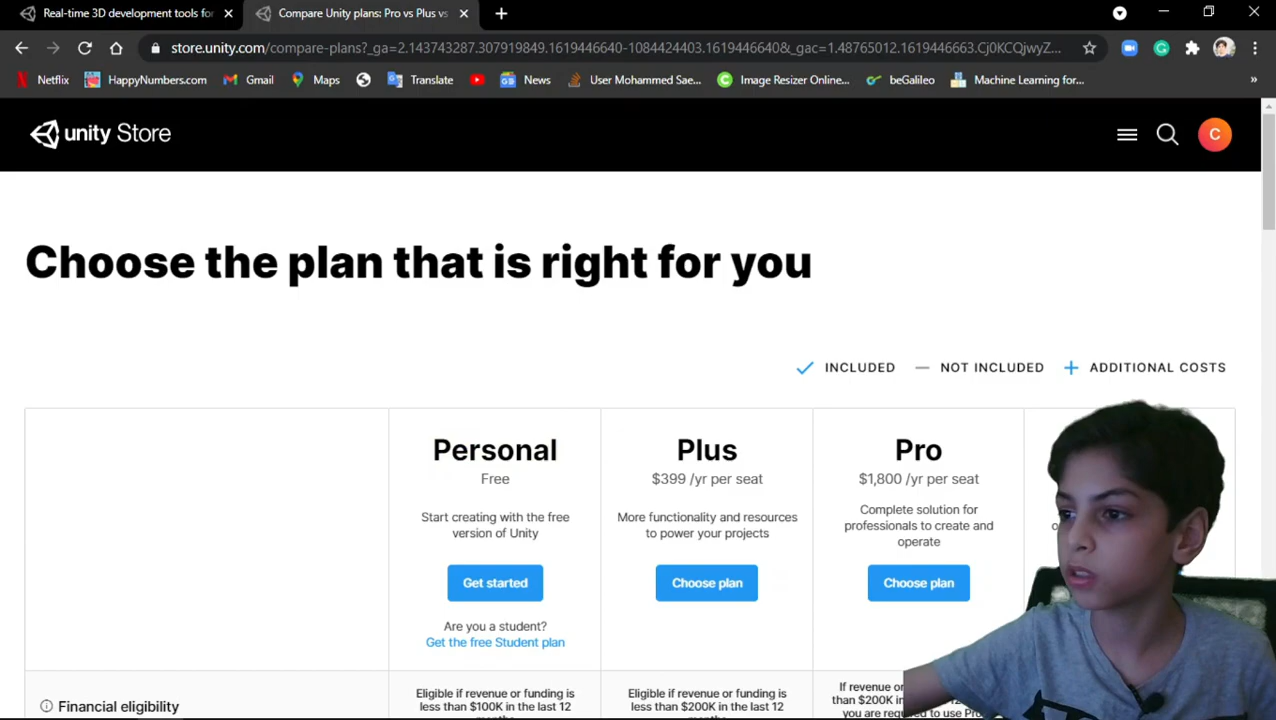 Real-time 3D development tools for
Compare Unity plans: Pro vs Plus vs
store.unity.com/compare-plans?_ga=2.143743287.307919849.1619446640-1084424403.1619446640&_gac=1.48765012.1619446663.Cj0KCQjwyZ...
Netflix
HappyNumbers.com
Gmail
Maps
Translate
News
User Mohammed Sae...
Image Resizer Online...
beGalileo
Machine Learning for...
unity Store
C
Choose the plan that is right for you
INCLUDED
NOT INCLUDED
ADDITIONAL COSTS
Personal
Free
Start creating with the free
version of Unity
Get started
Are you a student?
Get the free Student plan
Plus
$399 /yr per seat
More functionality and resources
to power your projects
Choose plan
Pro
$1,800 /yr per seat
Complete solution for
professionals to create and
operate
Choose plan
Financial eligibility
Eligible if revenue or funding is
less than $100K in the last 12
Eligible if revenue or funding is
less than $200K in the last 12
If revenue or
than $200K in
you are required to use Pro